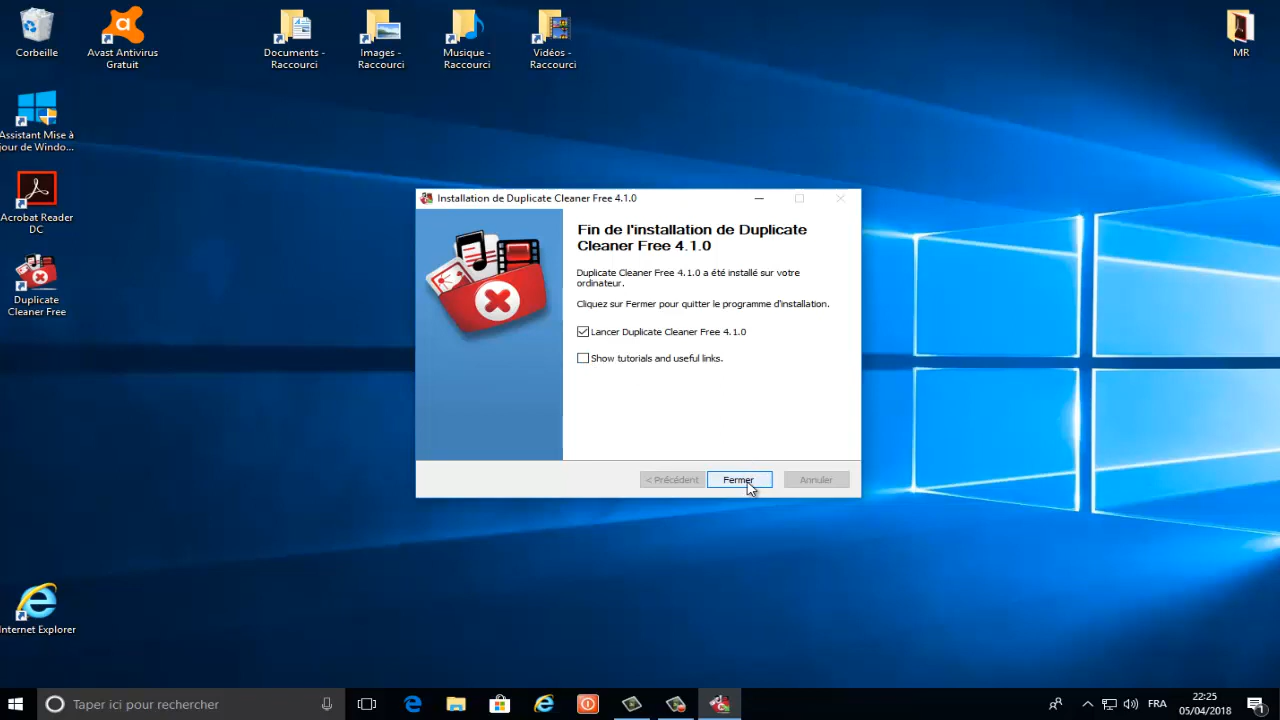 Corbeille
Avast Antivirus
Gratuit
Documents -
Raccourci
Images -
Raccourci
Musique -
Raccourci
Vidéos -
Raccourci
MR
Assistant Mise à
jour de Windo...
Acrobat Reader
DC
Duplicate
Cleaner Free
Internet Explorer
Installation de Duplicate Cleaner Free 4.1.0
Fin de l'installation de Duplicate
Cleaner Free 4.1.0
Duplicate Cleaner Free 4.1.0 a été installé sur votre
ordinateur.
Cliquez sur Fermer pour quitter le programme d'installation.
Lancer Duplicate Cleaner Free 4.1.0
Show tutorials and useful links.
< Précédent
Fermer
Annuler
Taper ici pour rechercher
FRA
22:25
05/04/2018
1